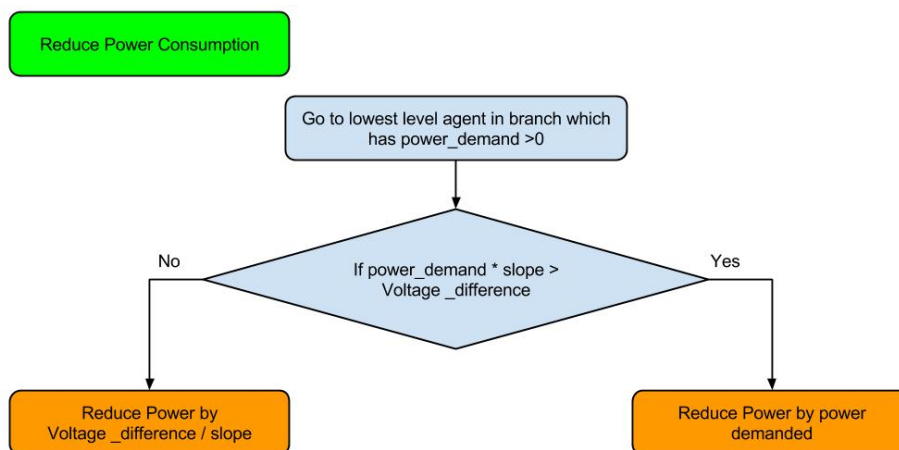 Reduce Power Consumption
Go to lowest level agent in branch which
has power_demand >0
No
If power_demand * slope >
Voltage _difference
Yes
Reduce Power by
Voltage _difference / slope
Reduce Power by power
demanded